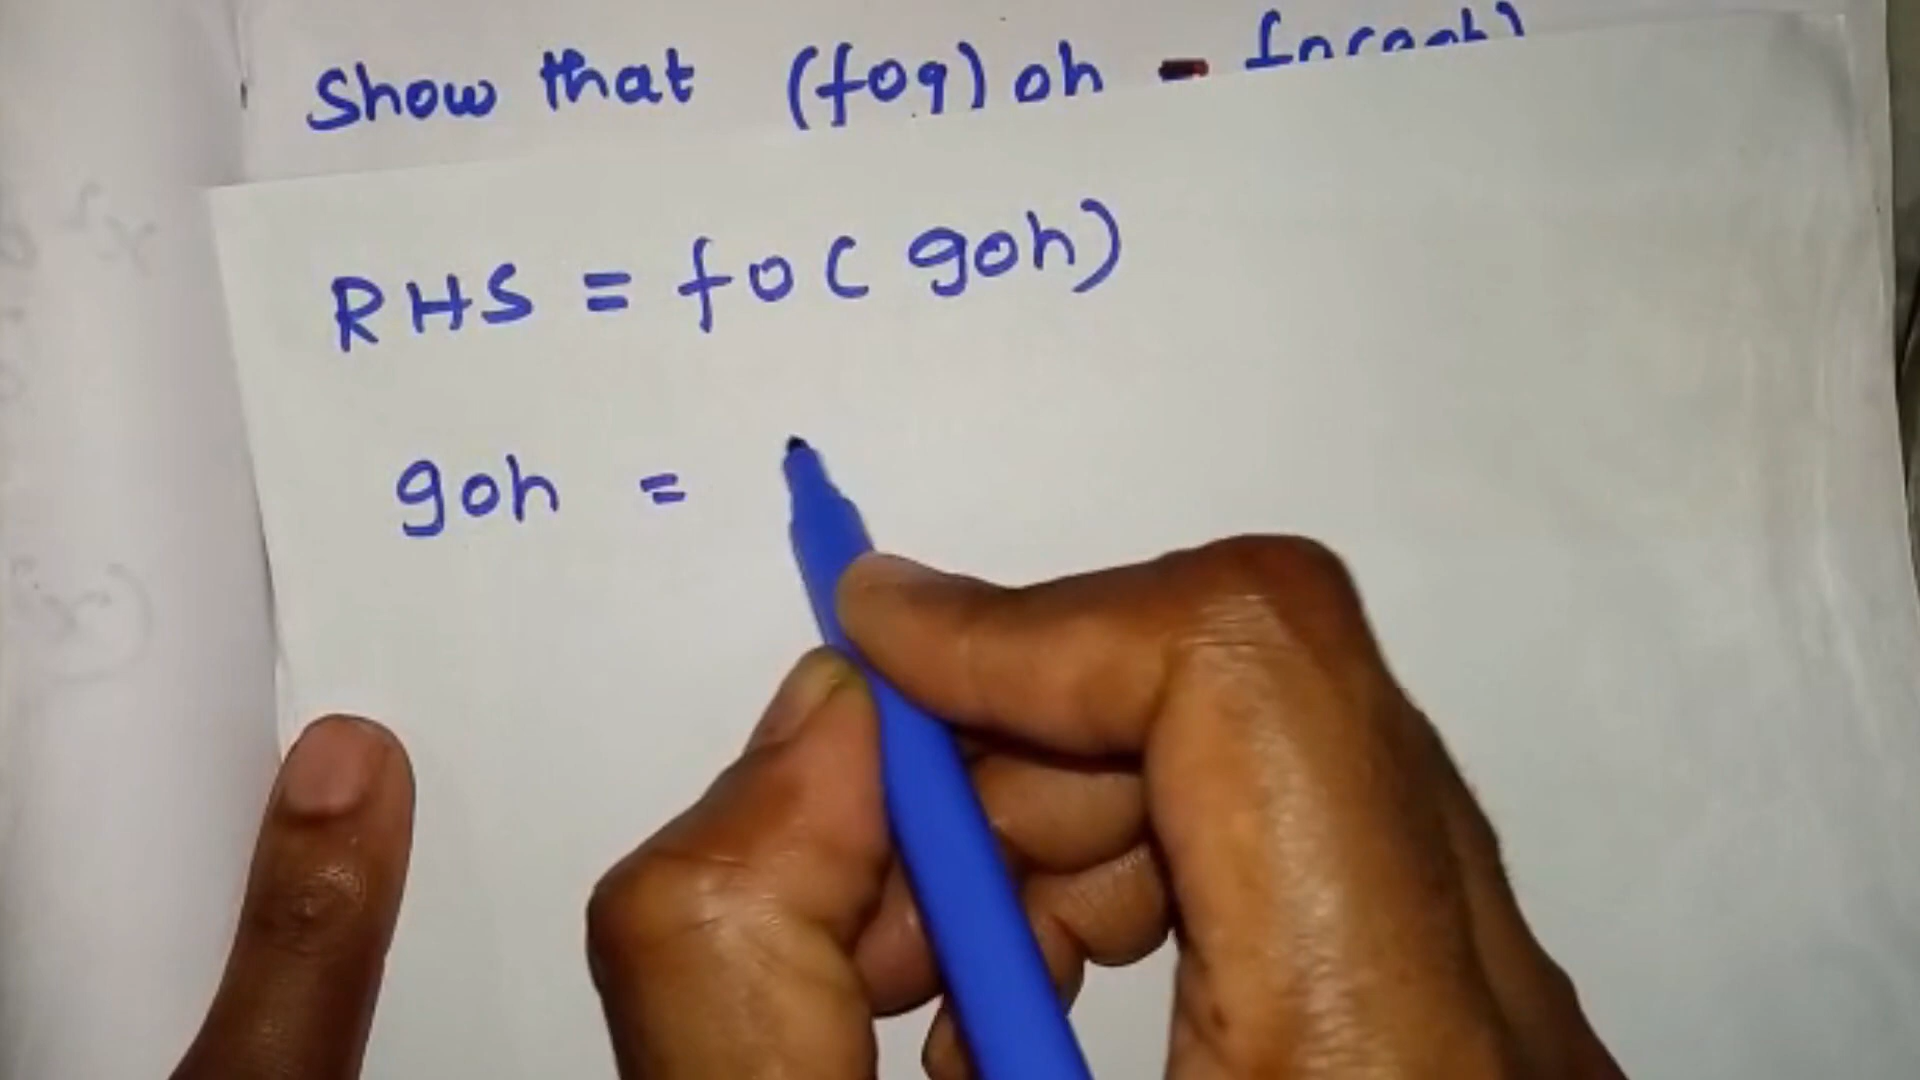 Show that (fog) oh =
RHS = fo( goh)
goh =